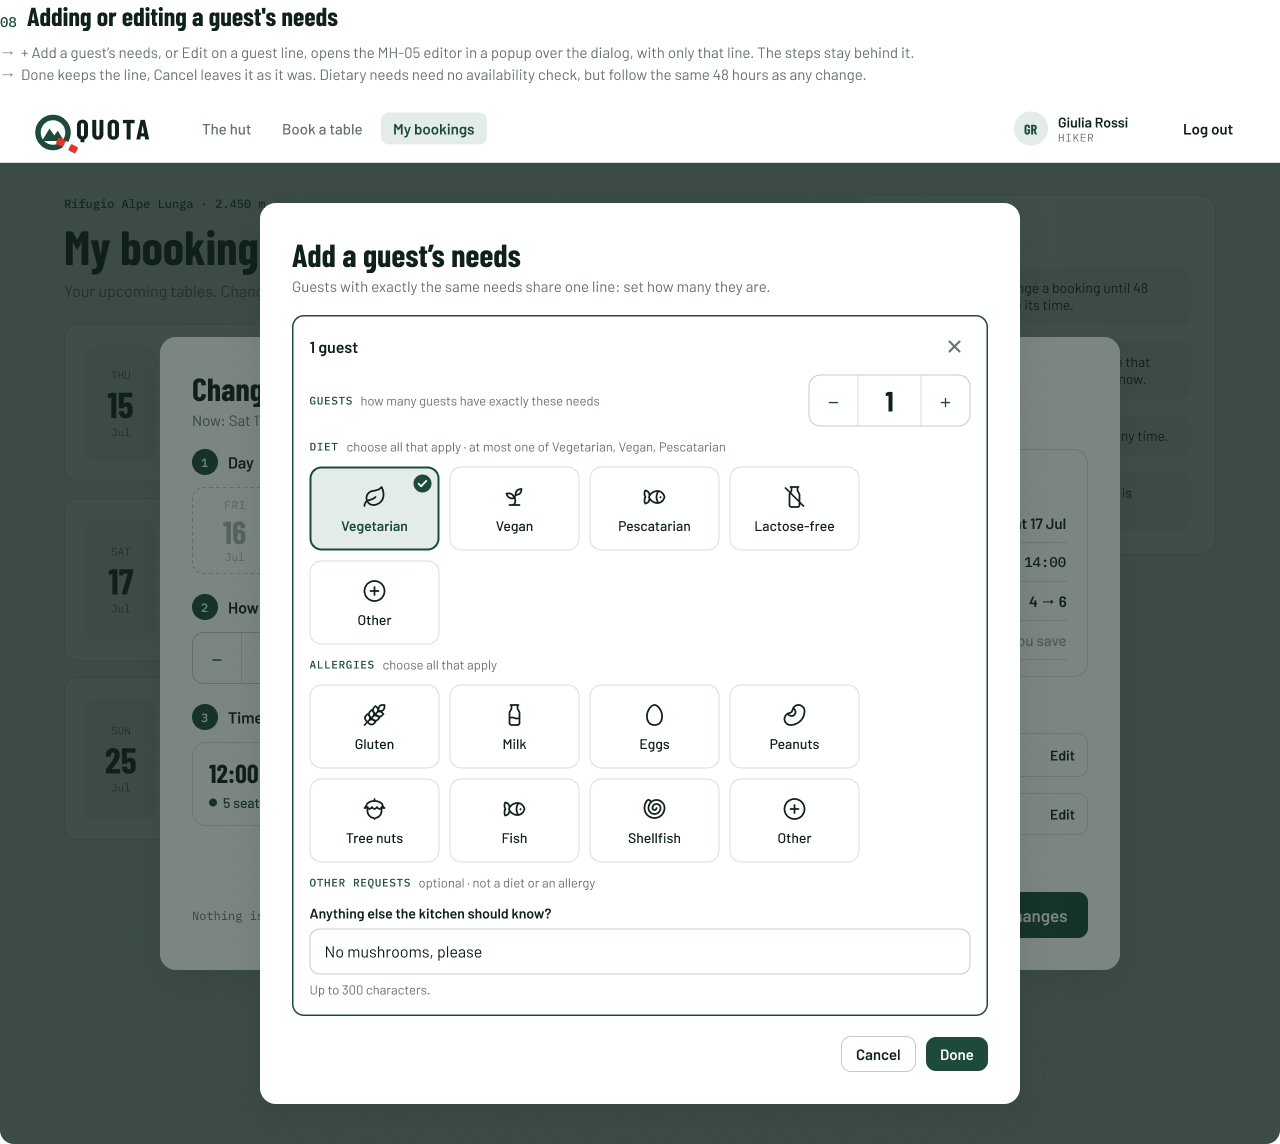 08 Adding or editing a guest's needs
→ + Add a guest's needs, or Edit on a guest line, opens the MH-05 editor in a popup over the dialog, with only that line. The steps stay behind it.
→ Done keeps the line, Cancel leaves it as it was. Dietary needs need no availability check, but follow the same 48 hours as any change.
QUOTA
The hut
Book a table
My bookings
GR
Giulia Rossi
HIKER
Log out
Rifugio Alpe Lunga · 2.450 m
My booking
Your upcoming tables. Chang
THU
15
Jul
SAT
17
Jul
SUN
25
Jul
nge a booking until 48
its time.
e that
now.
ny time.
is
Chang
Now: Sat 1
1 Day
FRI
16
Jul
2 How
−
3 Time
12:00
5 seat
Nothing is
at 17 Jul
14:00
4 → 6
ou save
Edit
Edit
hanges
Add a guest’s needs
Guests with exactly the same needs share one line: set how many they are.
1 guest
GUESTS how many guests have exactly these needs
− 1 +
DIET choose all that apply · at most one of Vegetarian, Vegan, Pescatarian
Vegetarian
Vegan
Pescatarian
Lactose-free
Other
ALLERGIES choose all that apply
Gluten
Milk
Eggs
Peanuts
Tree nuts
Fish
Shellfish
Other
OTHER REQUESTS optional · not a diet or an allergy
Anything else the kitchen should know?
No mushrooms, please
Up to 300 characters.
Cancel
Done